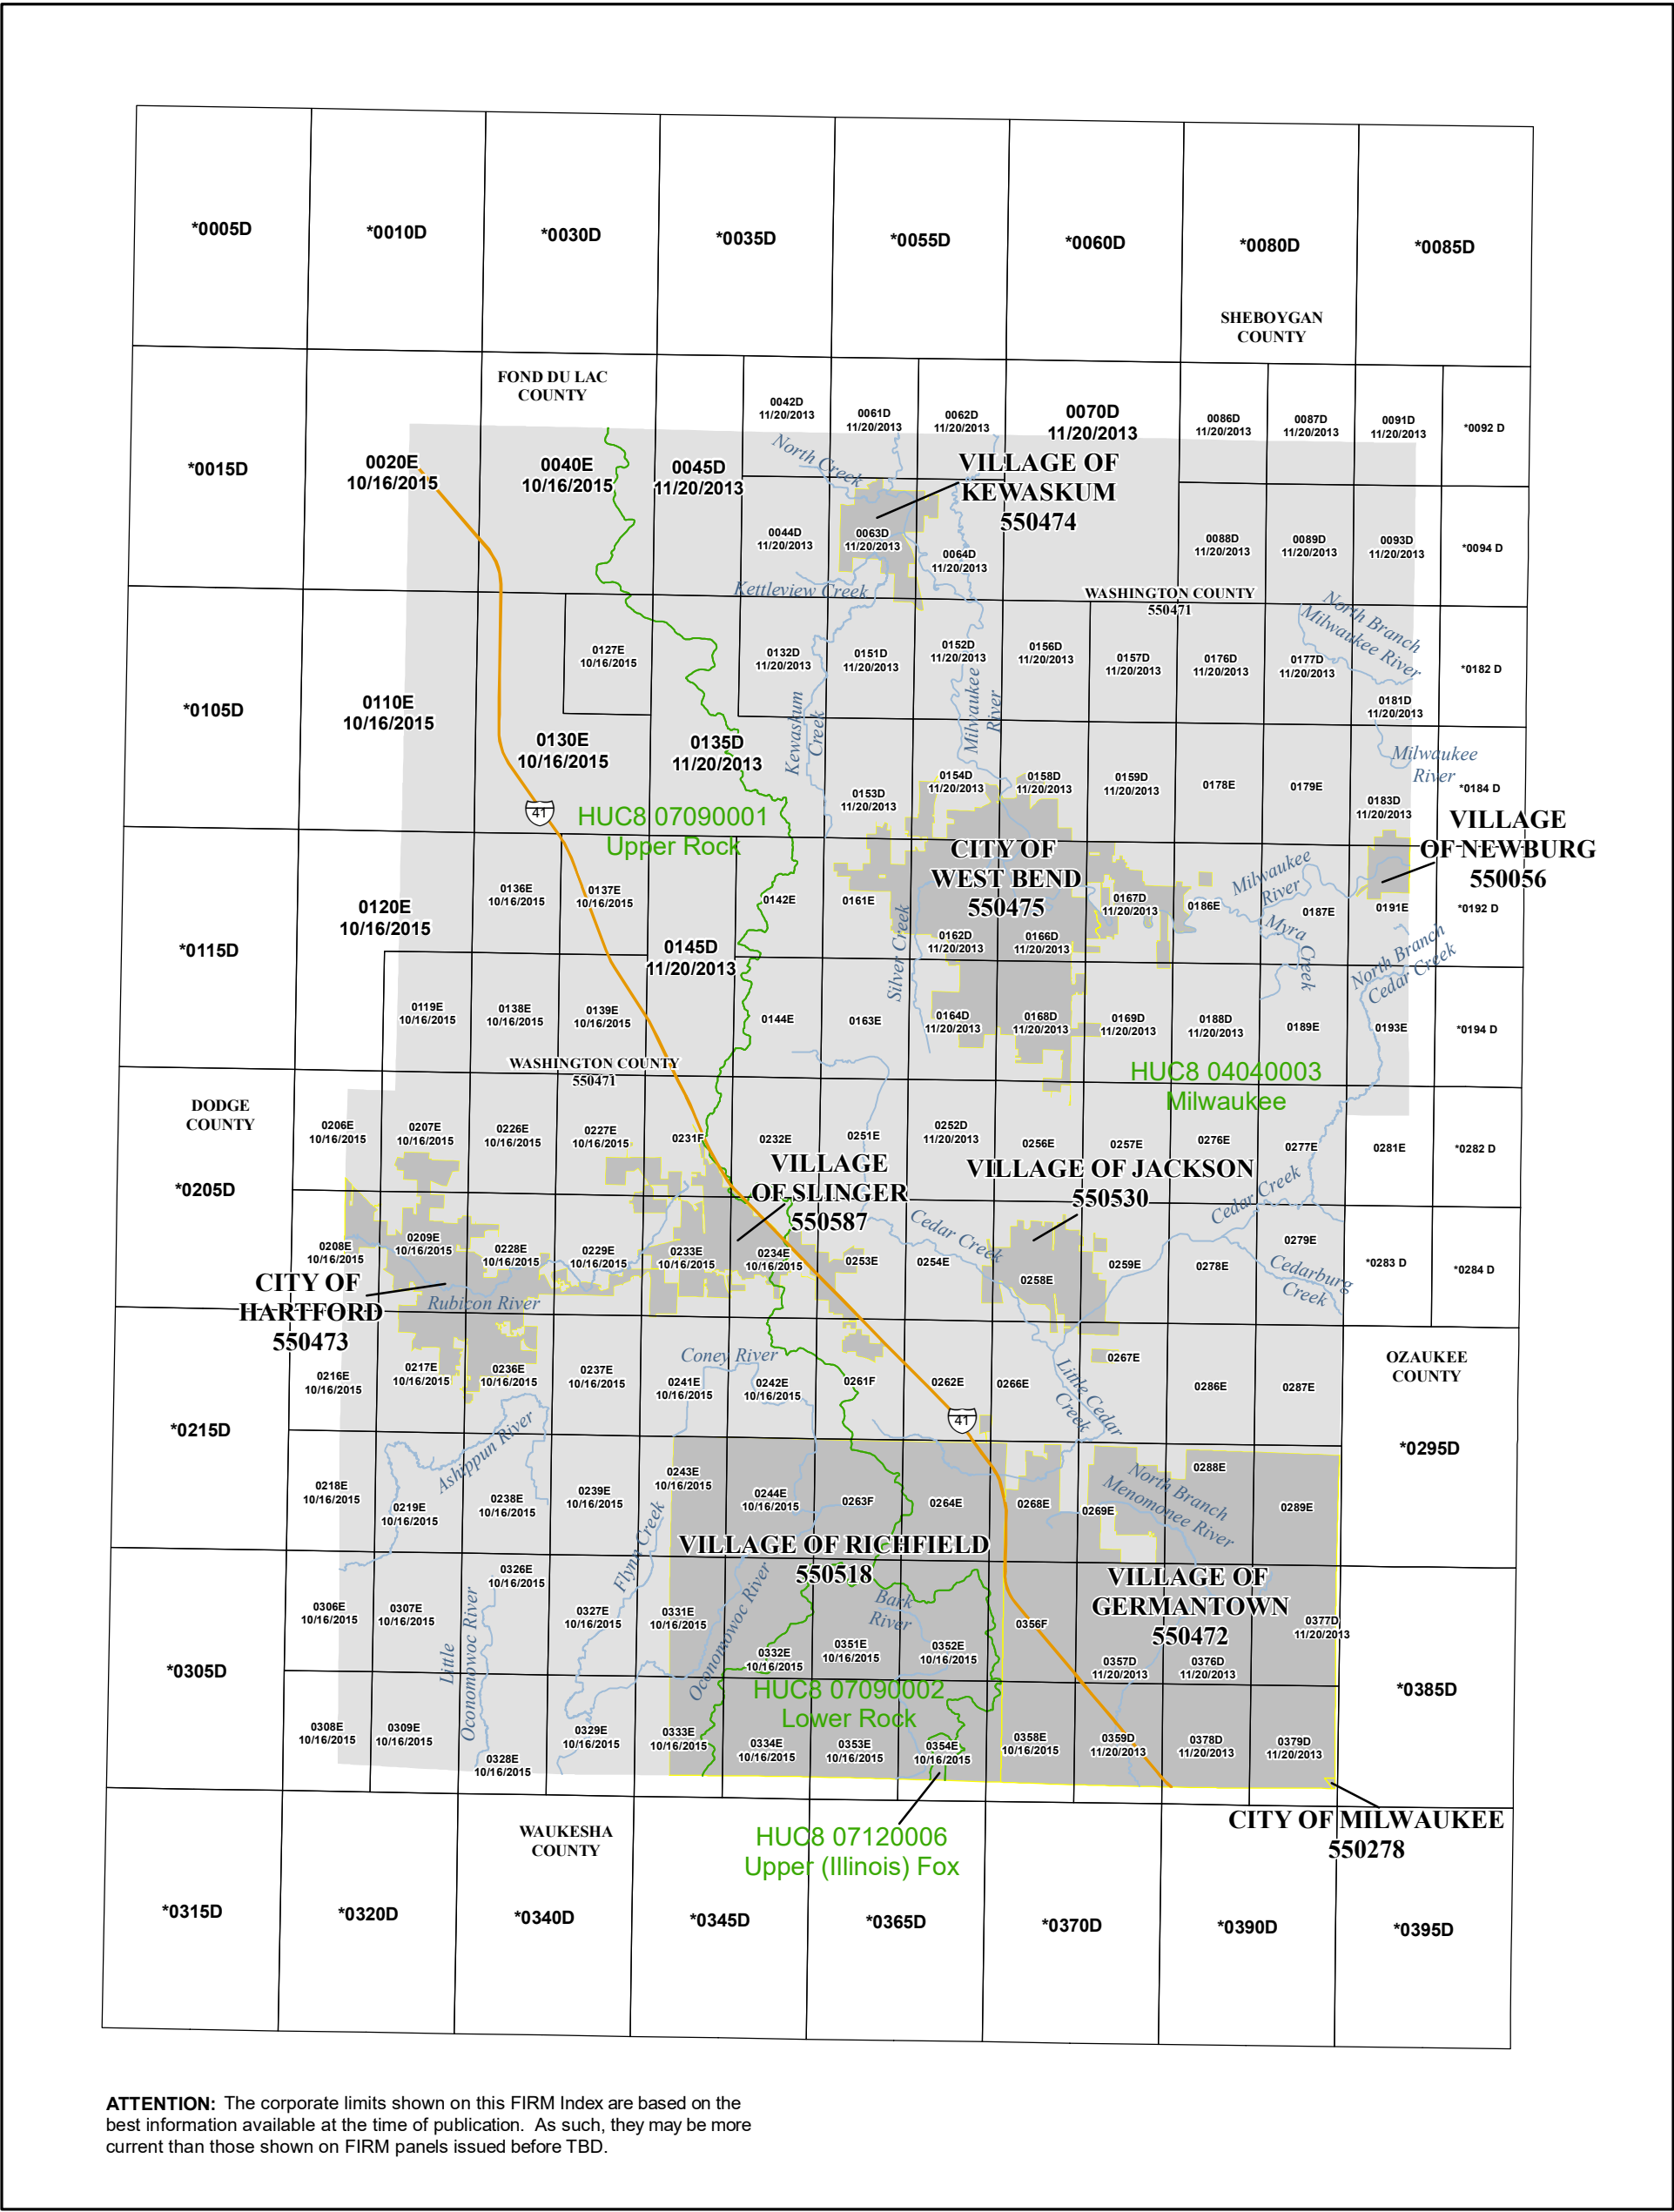 *0005D
*0010D
*0030D
*0035D
*0055D
*0060D
*0080D
*0085D
SHEBOYGAN
COUNTY
FOND DU LAC
COUNTY
*0015D
0020E
10/16/2015
0040E
10/16/2015
0045D
11/20/2013
0042D
11/20/2013
0061D
11/20/2013
0062D
11/20/2013
0070D
11/20/2013
0086D
11/20/2013
0087D
11/20/2013
0091D
11/20/2013
*0092 D
North Creek
VILLAGE OF
KEWASKUM
550474
0044D
11/20/2013
0063D
11/20/2013
0064D
11/20/2013
0088D
11/20/2013
0089D
11/20/2013
0093D
11/20/2013
*0094 D
Kettleview Creek
WASHINGTON COUNTY
550471
North Branch
Milwaukee River
*0105D
0110E
10/16/2015
0127E
10/16/2015
0130E
10/16/2015
0135D
11/20/2013
0132D
11/20/2013
0151D
11/20/2013
0152D
11/20/2013
0156D
11/20/2013
0157D
11/20/2013
0176D
11/20/2013
0177D
11/20/2013
0181D
11/20/2013
*0182 D
Kewaskum
Creek
Milwaukee
River
Milwaukee
River
0153D
11/20/2013
0154D
11/20/2013
0158D
11/20/2013
0159D
11/20/2013
0178E
0179E
0183D
11/20/2013
*0184 D
41
HUC8 07090001
Upper Rock
VILLAGE
OF NEWBURG
550056
CITY OF
WEST BEND
550475
*0115D
0120E
10/16/2015
0136E
10/16/2015
0137E
10/16/2015
0145D
11/20/2013
0142E
0161E
0162D
11/20/2013
0166D
11/20/2013
0167D
11/20/2013
0186E
0187E
0191E
*0192 D
Milwaukee
River
Myra
Creek
North Branch
Cedar Creek
Silver Creek
0119E
10/16/2015
0138E
10/16/2015
0139E
10/16/2015
0144E
0163E
0164D
11/20/2013
0168D
11/20/2013
0169D
11/20/2013
0188D
11/20/2013
0189E
0193E
*0194 D
WASHINGTON COUNTY
550471
HUC8 04040003
Milwaukee
DODGE
COUNTY
*0205D
0206E
10/16/2015
0207E
10/16/2015
0226E
10/16/2015
0227E
10/16/2015
0231F
0232E
0251E
0252D
11/20/2013
0256E
0257E
0276E
0277E
0281E
*0282 D
VILLAGE
OF SLINGER
550587
VILLAGE OF JACKSON
550530
Cedar Creek
Cedar Creek
0208E
10/16/2015
0209E
10/16/2015
0228E
10/16/2015
0229E
10/16/2015
0233E
10/16/2015
0234E
10/16/2015
0253E
0254E
0258E
0259E
0278E
0279E
*0283 D
*0284 D
Cedarburg
Creek
CITY OF
HARTFORD
550473
Rubicon River
*0215D
0216E
10/16/2015
0217E
10/16/2015
0236E
10/16/2015
0237E
10/16/2015
Coney River
0241E
10/16/2015
0242E
10/16/2015
0261F
0262E
0266E
0267E
0286E
0287E
OZAUKEE
COUNTY
*0295D
Little Cedar
Creek
41
Ashippun River
0218E
10/16/2015
0219E
10/16/2015
0238E
10/16/2015
0239E
10/16/2015
0243E
10/16/2015
0244E
10/16/2015
0263F
0264E
0268E
0269E
0288E
0289E
North Branch
Menomonee River
Flynn Creek
VILLAGE OF RICHFIELD
550518
VILLAGE OF
GERMANTOWN
550472
*0305D
0306E
10/16/2015
0307E
10/16/2015
0326E
10/16/2015
0327E
10/16/2015
0331E
10/16/2015
0332E
10/16/2015
0351E
10/16/2015
0352E
10/16/2015
0356F
0357D
11/20/2013
0376D
11/20/2013
0377D
11/20/2013
*0385D
Bark
River
Little
Oconomowoc River
Oconomowoc River
HUC8 07090002
Lower Rock
0308E
10/16/2015
0309E
10/16/2015
0328E
10/16/2015
0329E
10/16/2015
0333E
10/16/2015
0334E
10/16/2015
0353E
10/16/2015
0354E
10/16/2015
0358E
10/16/2015
0359D
11/20/2013
0378D
11/20/2013
0379D
11/20/2013
CITY OF MILWAUKEE
550278
WAUKESHA
COUNTY
HUC8 07120006
Upper (Illinois) Fox
*0315D
*0320D
*0340D
*0345D
*0365D
*0370D
*0390D
*0395D
ATTENTION: The corporate limits shown on this FIRM Index are based on the
best information available at the time of publication. As such, they may be more
current than those shown on FIRM panels issued before TBD.